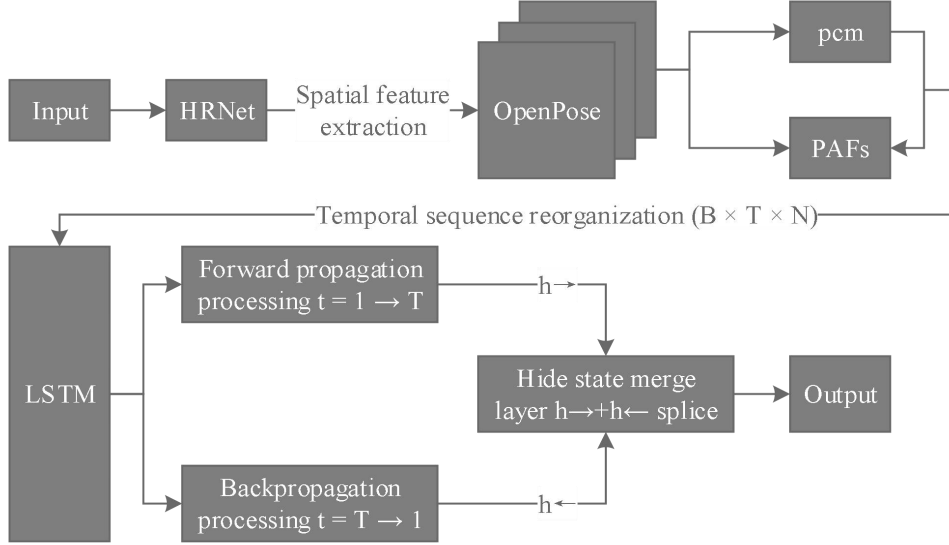 Input
HRNet
Spatial feature
extraction
OpenPose
pcm
PAFs
Temporal sequence reorganization (B × T × N)
LSTM
Forward propagation
processing t = 1 → T
h→
Hide state merge
layer h→+h← splice
Output
Backpropagation
processing t = T → 1
h←